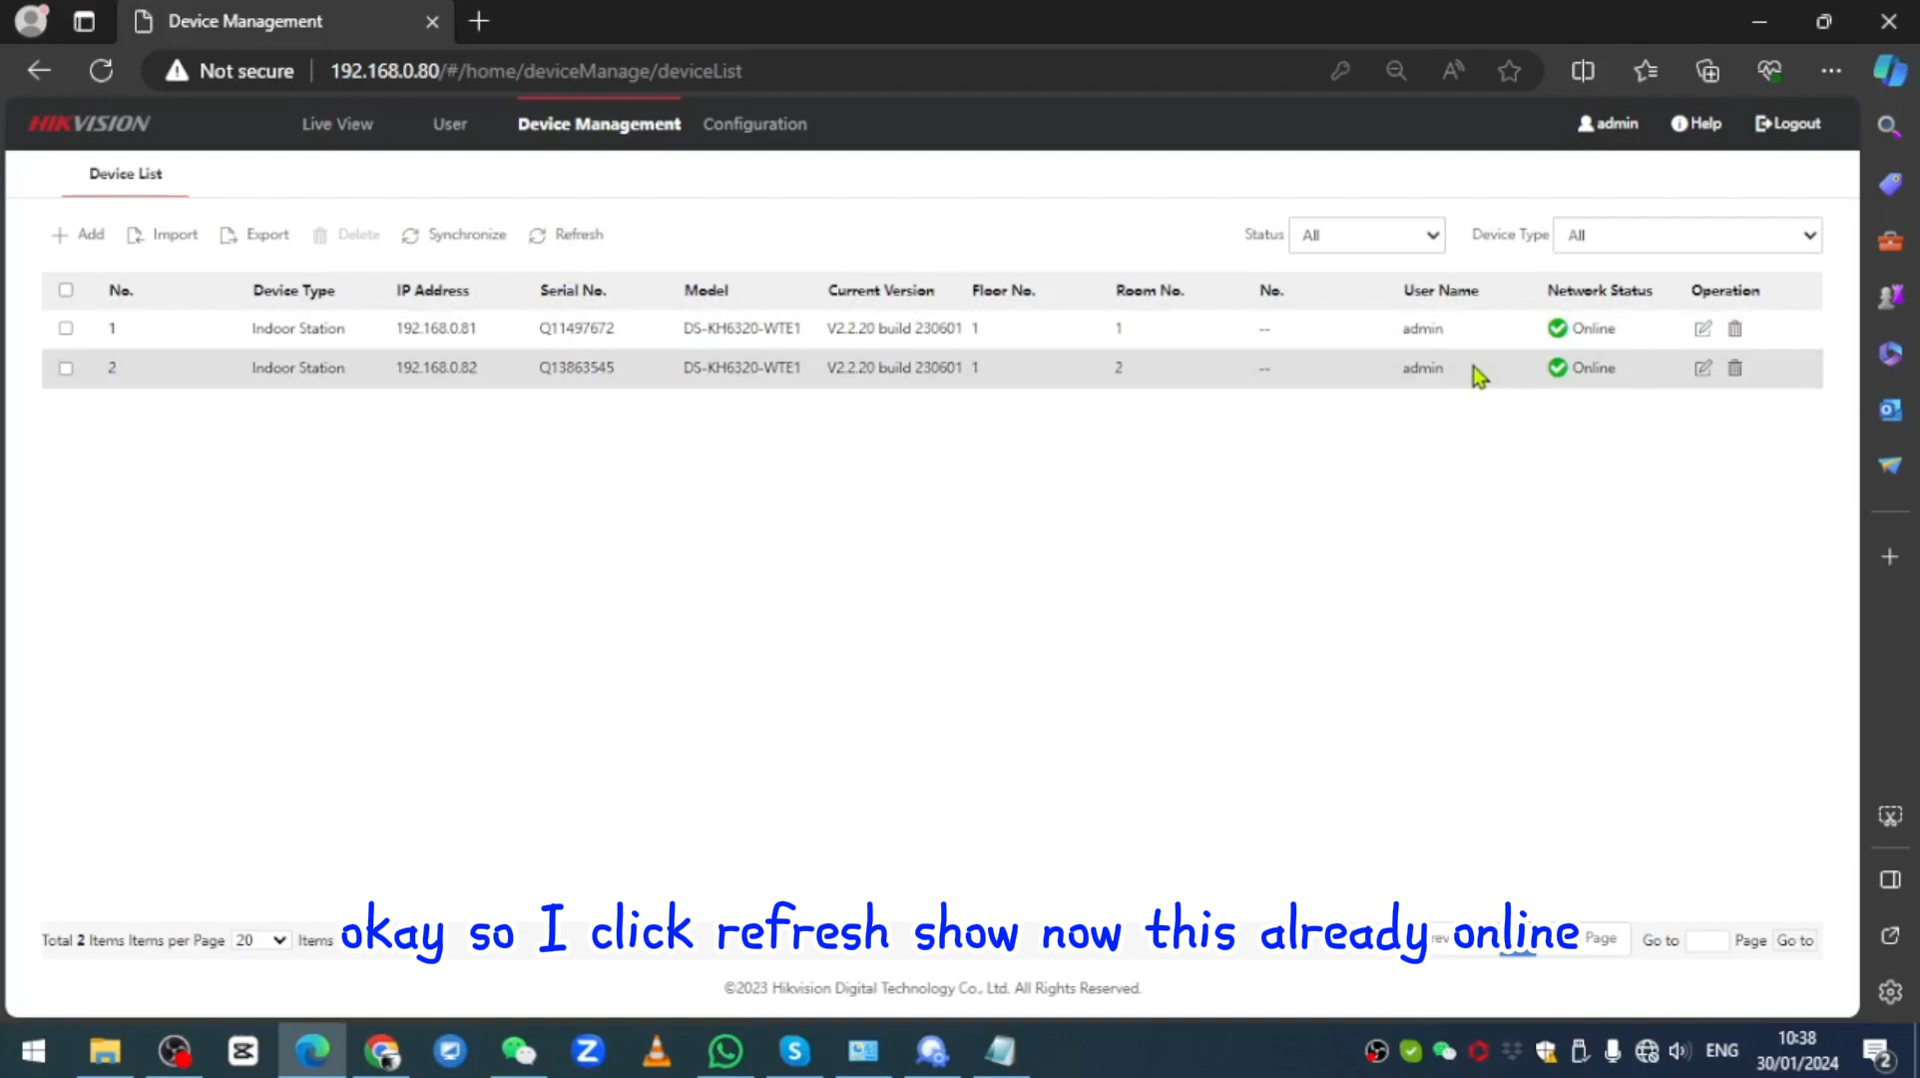 Device Management
Not secure 192.168.0.80/#/home/deviceManage/deviceList
HIKVISION Live View User Device Management Configuration admin Help Logout
Device List
Add Import Export Delete Synchronize Refresh Status All Device Type All
No. Device Type IP Address Serial No. Model Current Version Floor No. Room No. No. User Name Network Status Operation
1 Indoor Station 192.168.0.81 Q11497672 DS-KH6320-WTE1 V2.2.20 build 230601 1 1 -- admin Online
2 Indoor Station 192.168.0.82 Q13863545 DS-KH6320-WTE1 V2.2.20 build 230601 1 2 -- admin Online
okay so I click refresh show now this already online
Total 2 Items Items per Page 20 Items Page Go to Page Go to
©2023 Hikvision Digital Technology Co., Ltd. All Rights Reserved.
ENG 10:38
30/01/2024 2